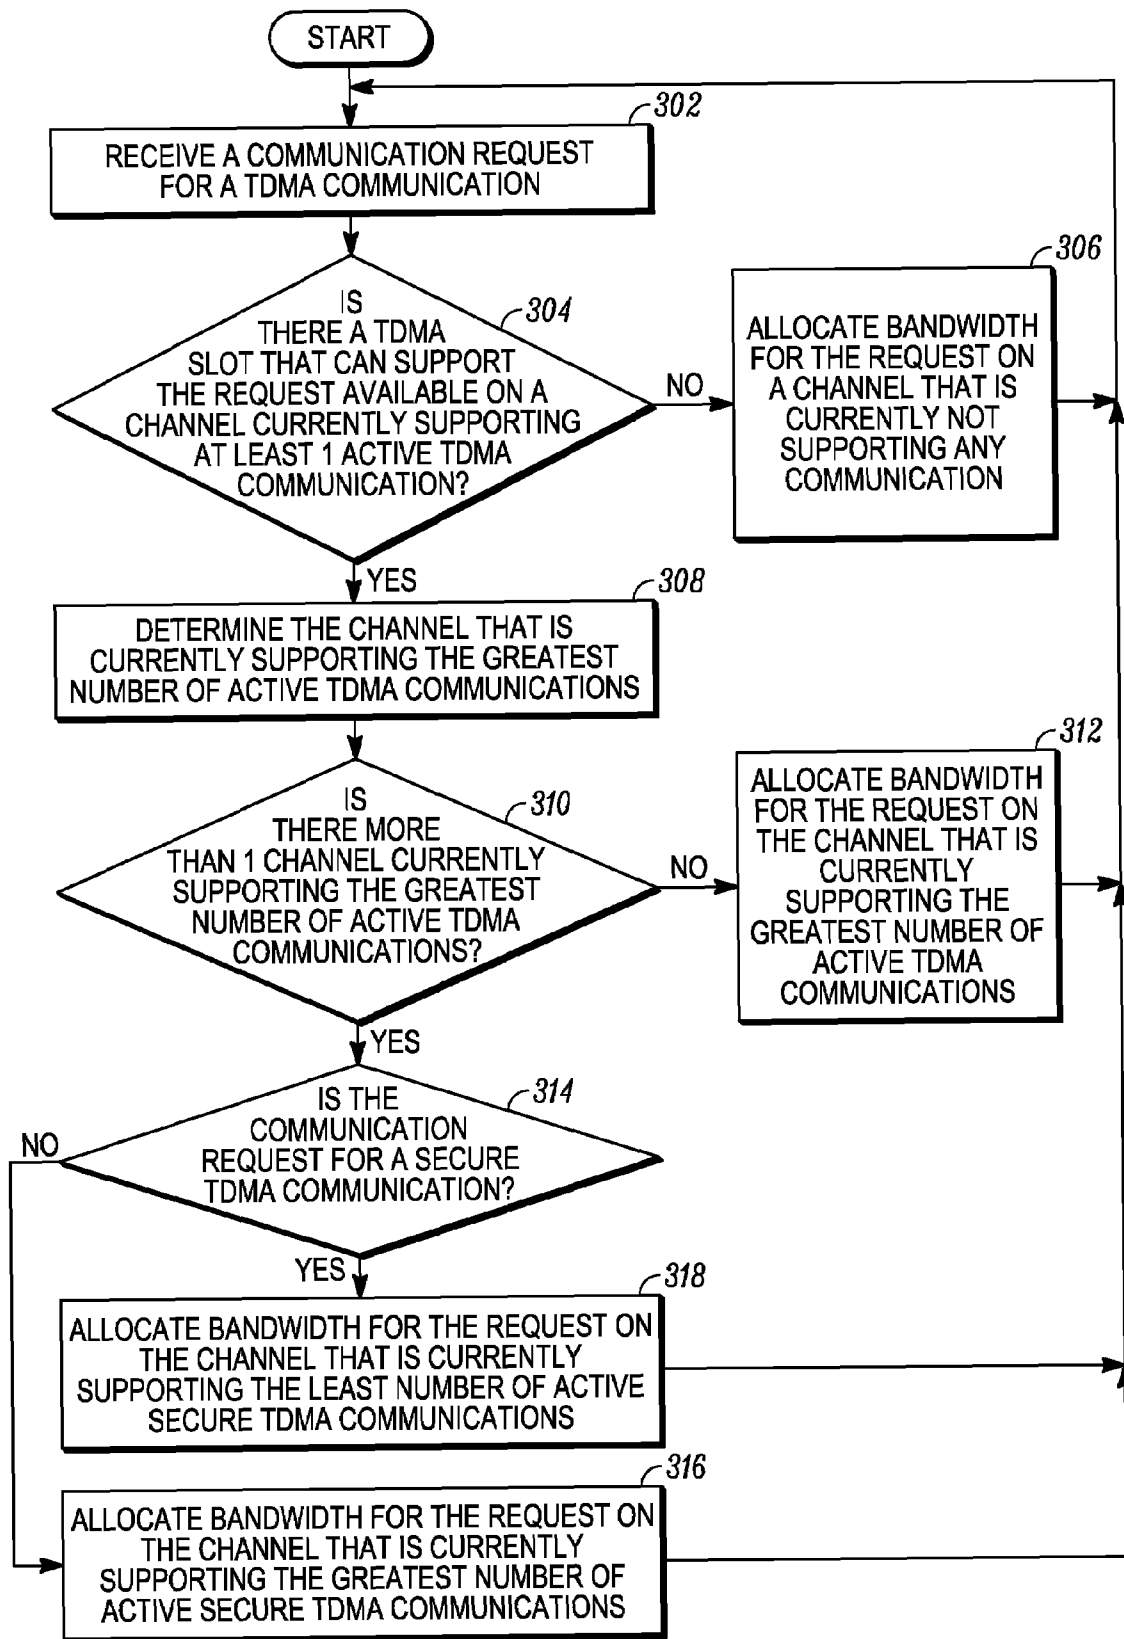 START
302
RECEIVE A COMMUNICATION REQUEST
FOR A TDMA COMMUNICATION
304
IS
THERE A TDMA
SLOT THAT CAN SUPPORT
THE REQUEST AVAILABLE ON A
CHANNEL CURRENTLY SUPPORTING
AT LEAST 1 ACTIVE TDMA
COMMUNICATION?
NO
306
ALLOCATE BANDWIDTH
FOR THE REQUEST ON
A CHANNEL THAT IS
CURRENTLY NOT
SUPPORTING ANY
COMMUNICATION
YES
308
DETERMINE THE CHANNEL THAT IS
CURRENTLY SUPPORTING THE GREATEST
NUMBER OF ACTIVE TDMA COMMUNICATIONS
310
IS
THERE MORE
THAN 1 CHANNEL CURRENTLY
SUPPORTING THE GREATEST
NUMBER OF ACTIVE TDMA
COMMUNICATIONS?
NO
312
ALLOCATE BANDWIDTH
FOR THE REQUEST ON
THE CHANNEL THAT IS
CURRENTLY
SUPPORTING THE
GREATEST NUMBER OF
ACTIVE TDMA
COMMUNICATIONS
YES
314
IS THE
COMMUNICATION
REQUEST FOR A SECURE
TDMA COMMUNICATION?
NO
YES
318
ALLOCATE BANDWIDTH FOR THE REQUEST ON
THE CHANNEL THAT IS CURRENTLY
SUPPORTING THE LEAST NUMBER OF ACTIVE
SECURE TDMA COMMUNICATIONS
316
ALLOCATE BANDWIDTH FOR THE REQUEST ON
THE CHANNEL THAT IS CURRENTLY
SUPPORTING THE GREATEST NUMBER OF
ACTIVE SECURE TDMA COMMUNICATIONS